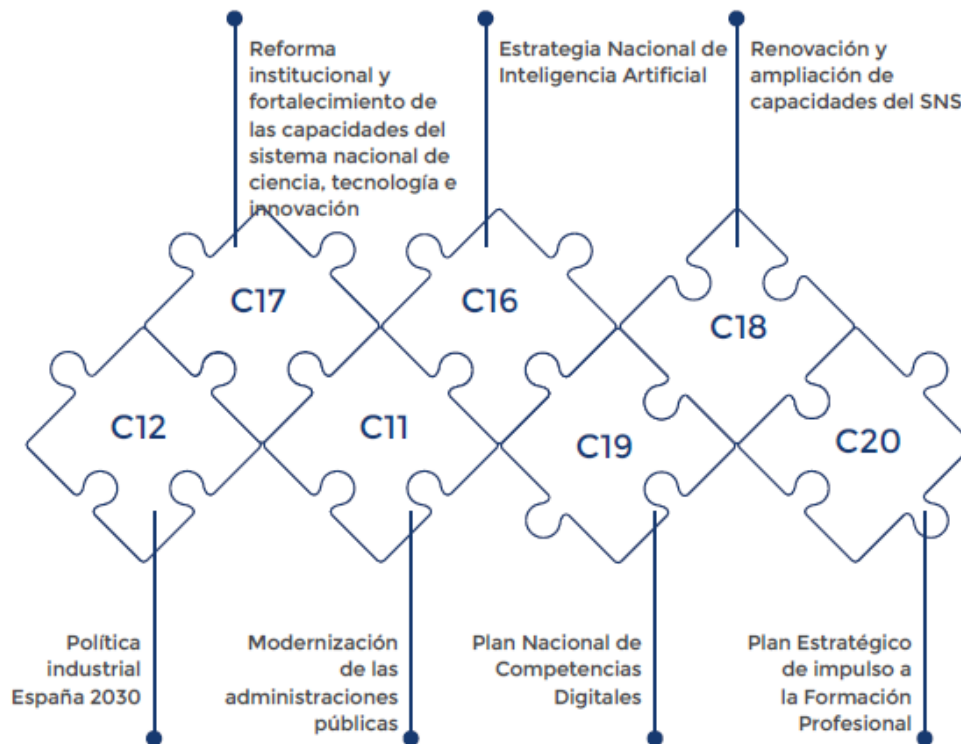 Reforma
institucional y
fortalecimiento de
las capacidades del
sistema nacional de
ciencia, tecnología e
innovación
Estrategia Nacional de
Inteligencia Artificial
Renovación y
ampliación de
capacidades del SNS
C17
C16
C18
C12
C11
C19
C20
Política
industrial
España 2030
Modernización
de las
administraciones
públicas
Plan Nacional de
Competencias
Digitales
Plan Estratégico
de impulso a
la Formación
Profesional